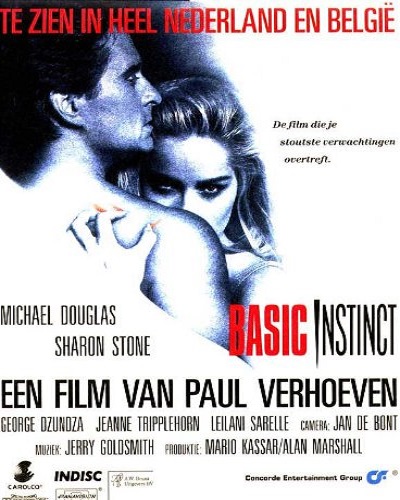 TE ZIEN IN HEEL NEDERLAND EN BELGIË
De film die je
stoutste verwachtingen
overtreft.
MICHAEL DOUGLAS
SHARON STONE
BASIC INSTINCT
EEN FILM VAN PAUL VERHOEVEN
GEORGE DZUNDZA JEANNE TRIPPLEHORN LEILANI SARELLE CAMERA: JAN DE BONT
MUZIEK: JERRY GOLDSMITH PRODUKTIE: MARIO KASSAR/ALAN MARSHALL
CAROLCO INDISC Concorde Entertainment Group